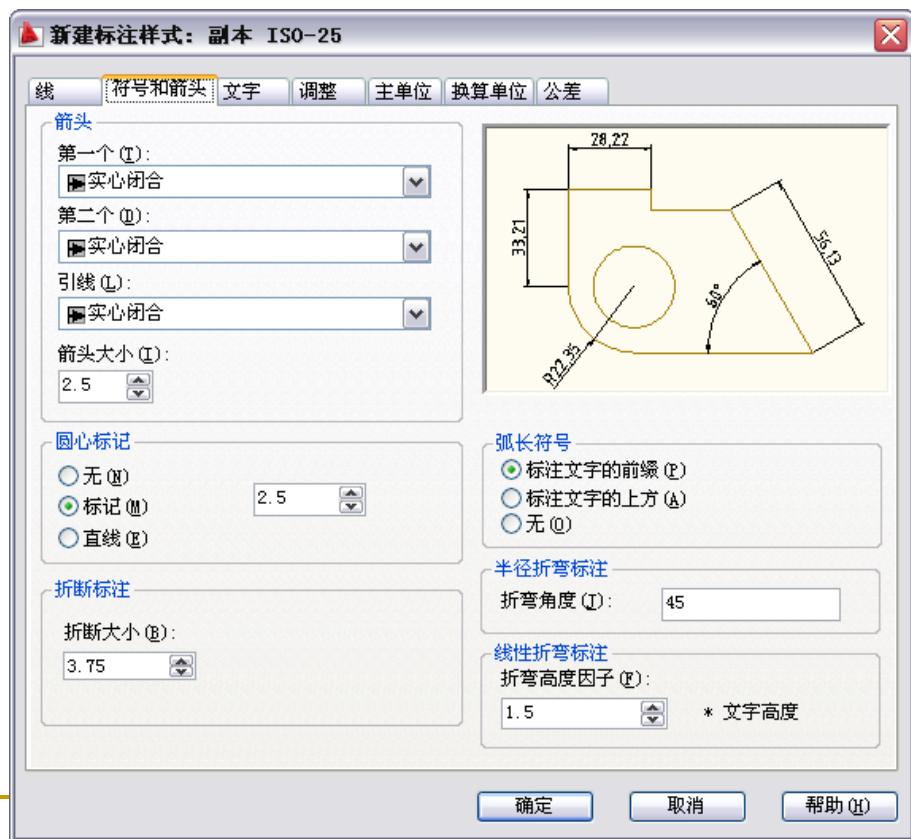 新建标注样式: 副本 ISO-25
线 符号和箭头 文字 调整 主单位 换算单位 公差
箭头
第一个(T):
实心闭合
第二个(D):
实心闭合
引线(L):
实心闭合
箭头大小(I):
2.5
28,22
33,21
56,13
60°
R22,35
圆心标记
无(N)
标记(M)
2.5
直线(E)
弧长符号
标注文字的前缀(P)
标注文字的上方(A)
无(O)
折断标注
折断大小(B):
3.75
半径折弯标注
折弯角度(J): 45
线性折弯标注
折弯高度因子(F):
1.5 * 文字高度
确定 取消 帮助(H)